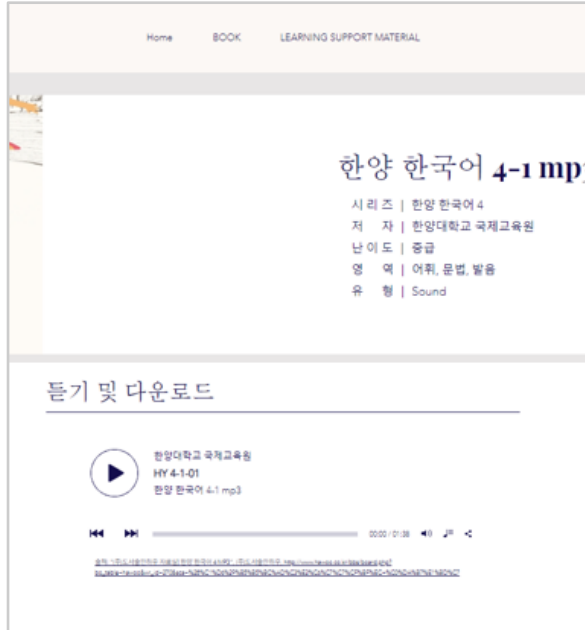 Home BOOK LEARNING SUPPORT MATERIAL
한양 한국어 4-1 mp3
시 리 즈 | 한양 한국어 4
저 자 | 한양대학교 국제교육원
난 이 도 | 중급
영 역 | 어휘, 문법, 발음
유 형 | Sound
듣기 및 다운로드
한양대학교 국제교육원
HY 4-1-01
한양 한국어 4-1 mp3
00:00 / 01:38